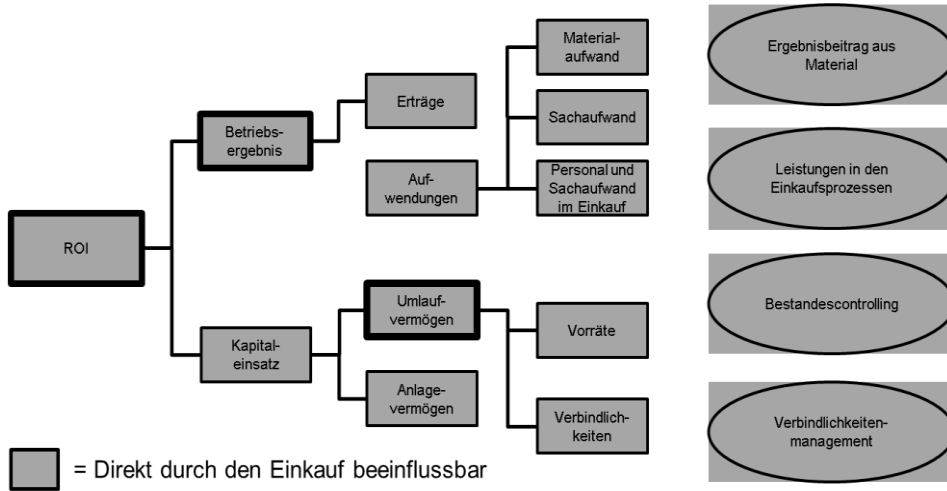 Material-
aufwand
Ergebnisbeitrag aus
Material
Erträge
Betriebs-
ergebnis
Sachaufwand
Auf-
wendungen
Personal und
Sachaufwand
im Einkauf
Leistungen in den
Einkaufsprozessen
ROI
Umlauf-
vermögen
Bestandescontrolling
Kapital-
einsatz
Vorräte
Anlage-
vermögen
Verbindlich-
keiten
Verbindlichkeiten-
management
= Direkt durch den Einkauf beeinflussbar